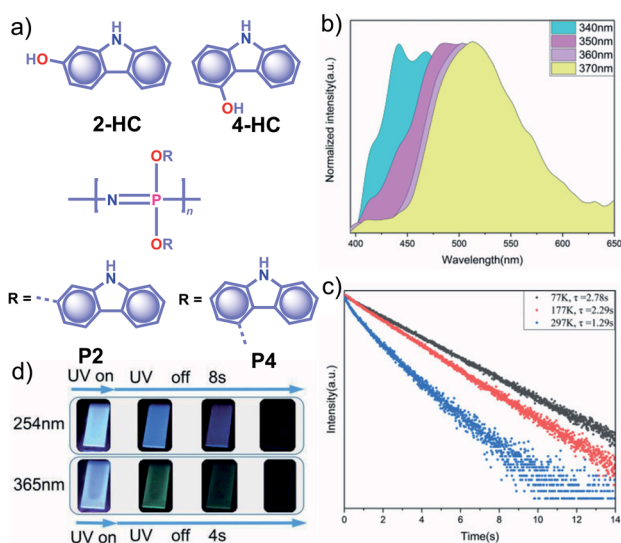 a)
H
N
HO
2-HC
H
N
OH
4-HC
OR
N
P
n
OR
R =
H
N
P2
R =
H
N
P4
b)
Normalized intensity(a.u.)
340nm
350nm
360nm
370nm
400 450 500 550 600 650
Wavelength(nm)
c)
Intensity(a.u.)
77K, τ=2.78s
177K, τ=2.29s
297K, τ=1.29s
0 2 4 6 8 10 12 14
Time(s)
d)
UV on UV off 8s
254nm
365nm
UV on UV off 4s